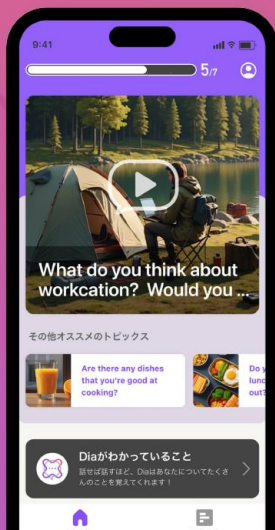 9:41
5/7
What do you think about
workcation? Would you ...
その他オススメのトピックス
Are there any dishes
that you're good at
cooking?
Do y
lunc
out?
Diaがわかっていること
話せば話すほど、Diaはあなたについてたくさ
んのことを覚えてくれます！